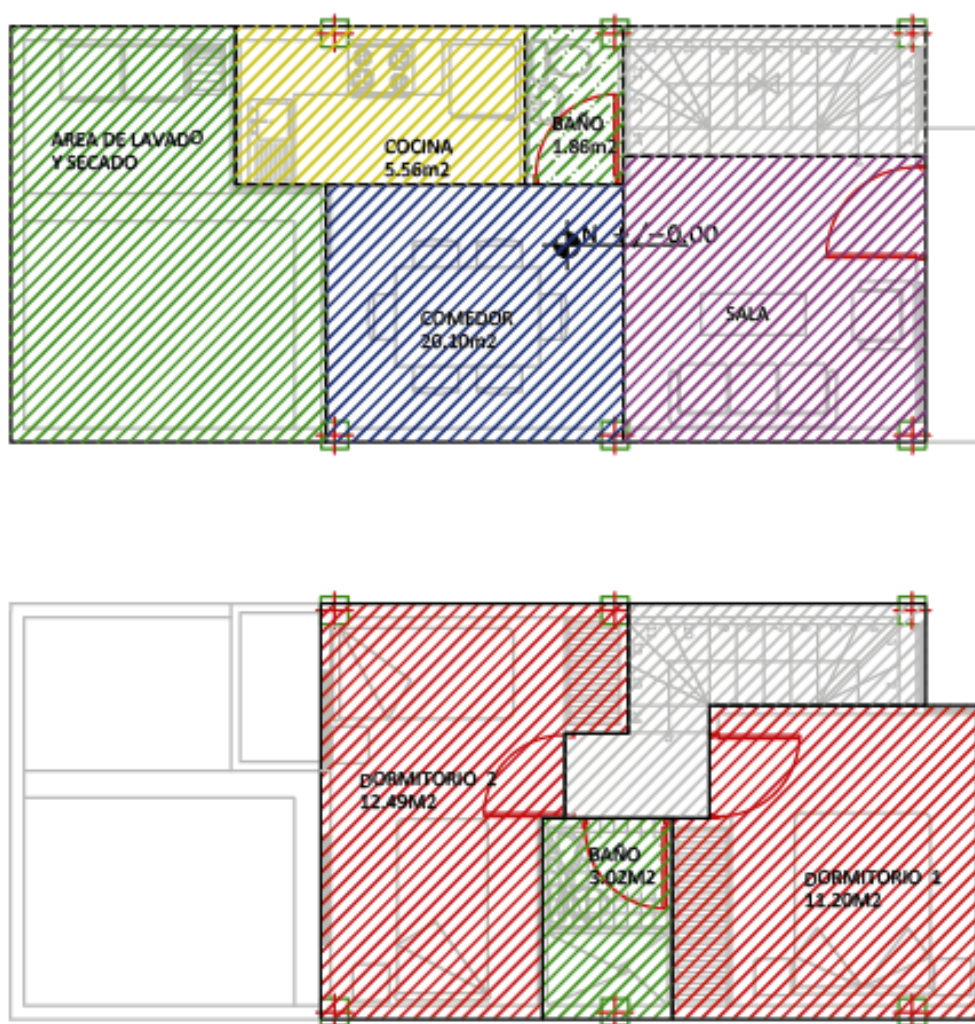 AREA DE LAVADO
Y SECADO
COCINA
5.56m2
BAÑO
1.86m2
N +/-0.00
COMEDOR
20.10m2
SALA
DORMITORIO 2
12.49M2
BAÑO
3.02M2
DORMITORIO 1
11.20M2